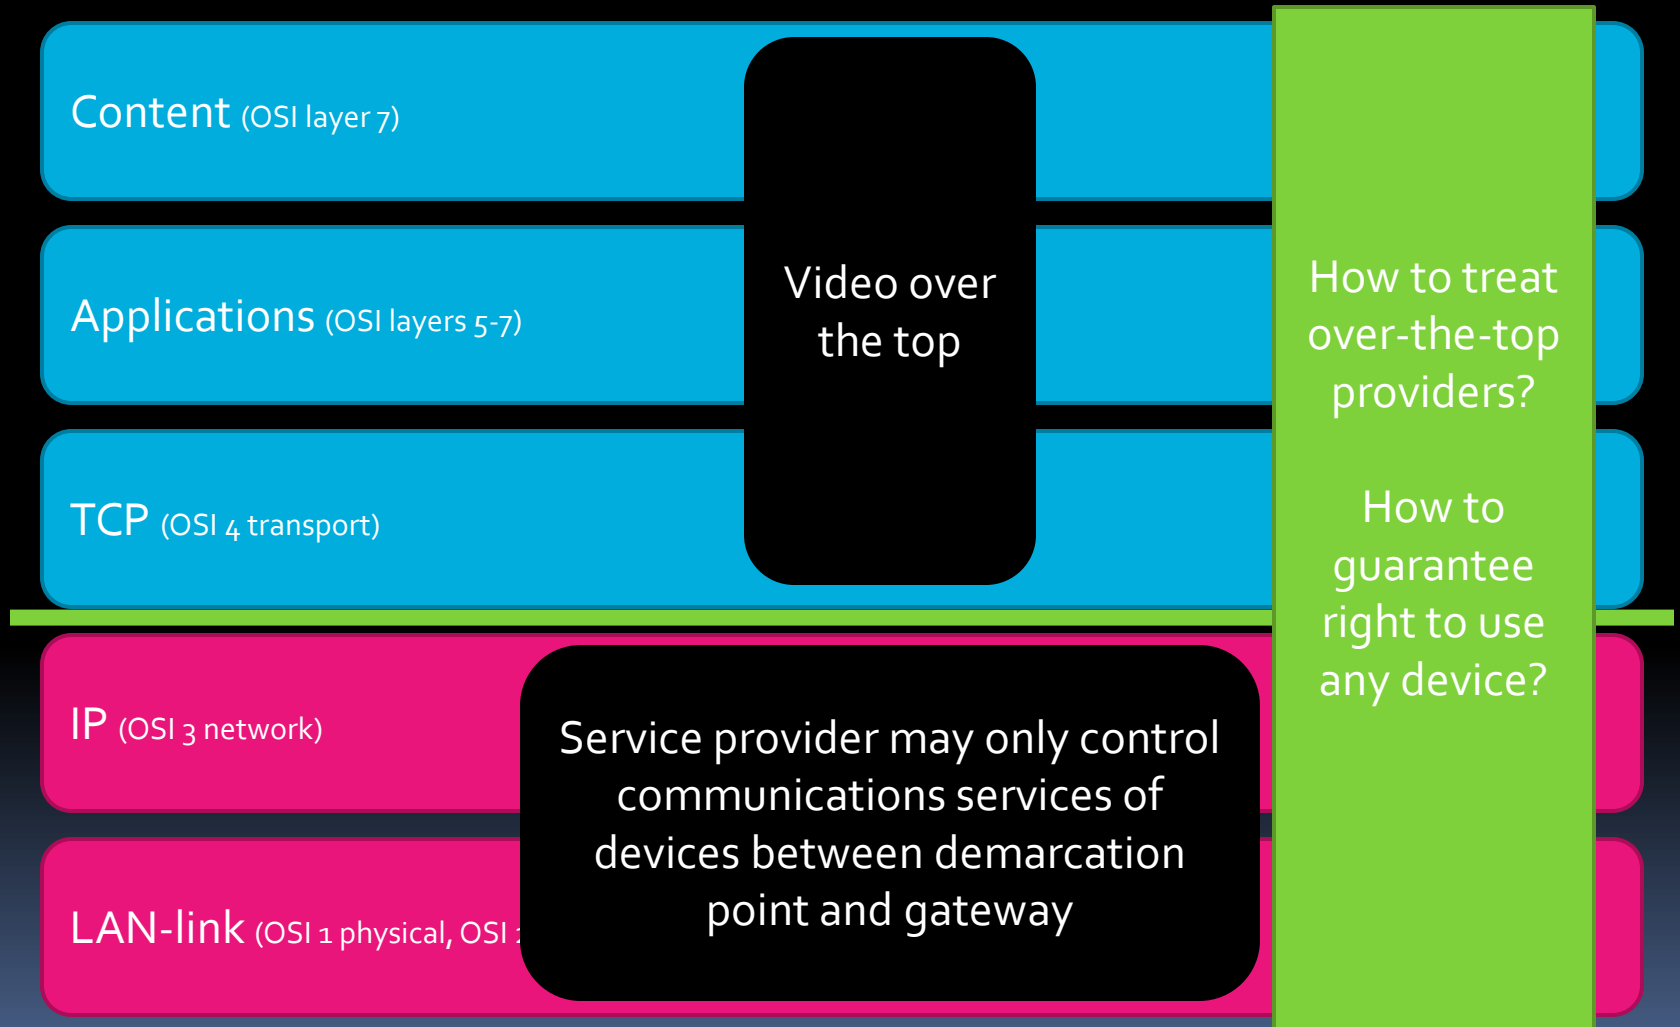 Content (OSI layer 7)
Applications (OSI layers 5-7)
Video over
the top
TCP (OSI 4 transport)
IP (OSI 3 network)
Service provider may only control
communications services of
devices between demarcation
point and gateway
LAN-link (OSI 1 physical, OSI
How to treat
over-the-top
providers?
How to
guarantee
right to use
any device?